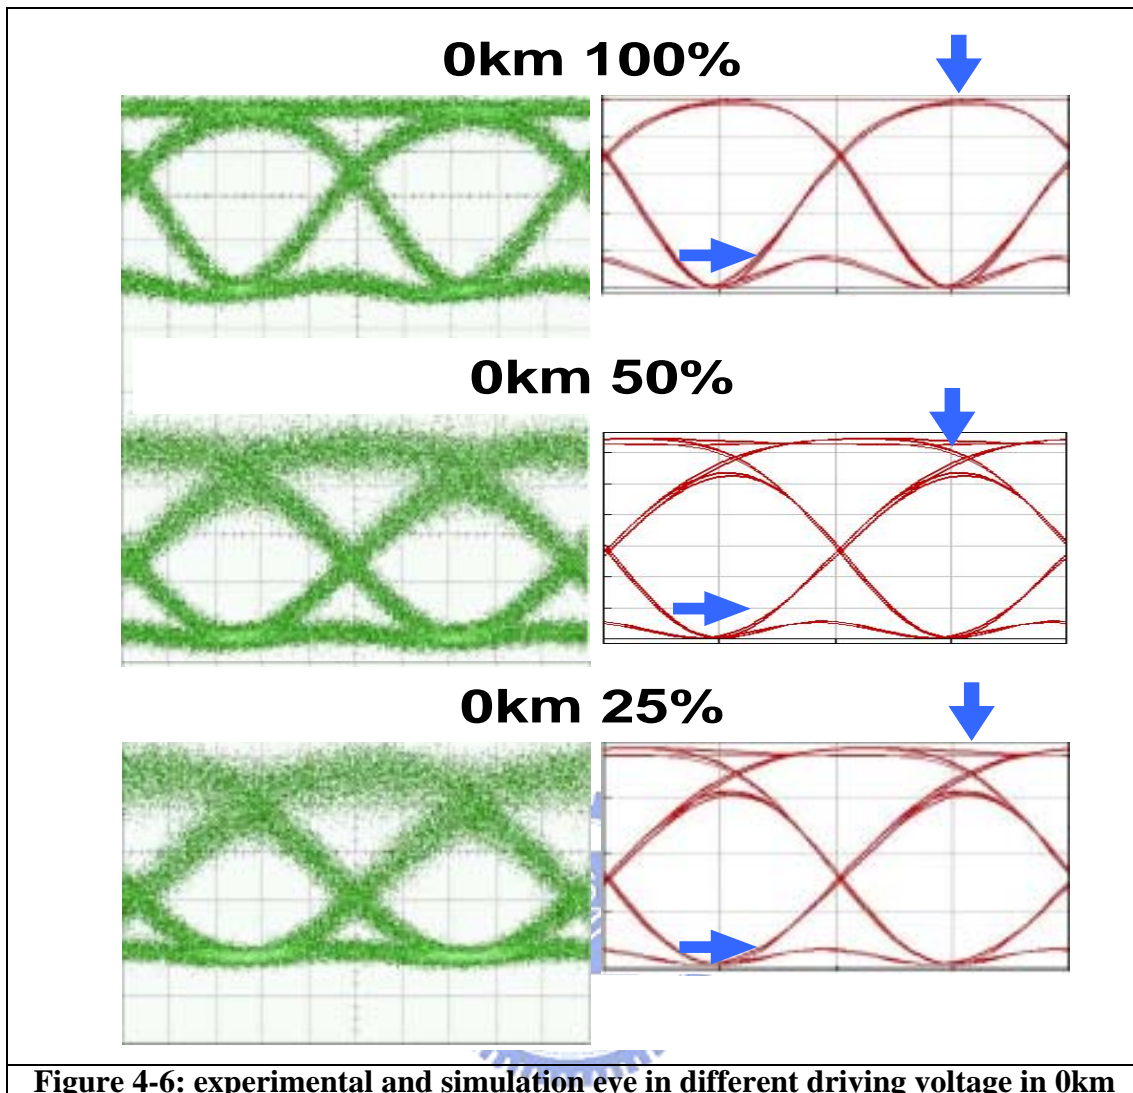 0km 100%
0km 50%
0km 25%
Figure 4-6: experimental and simulation eye in different driving voltage in 0km